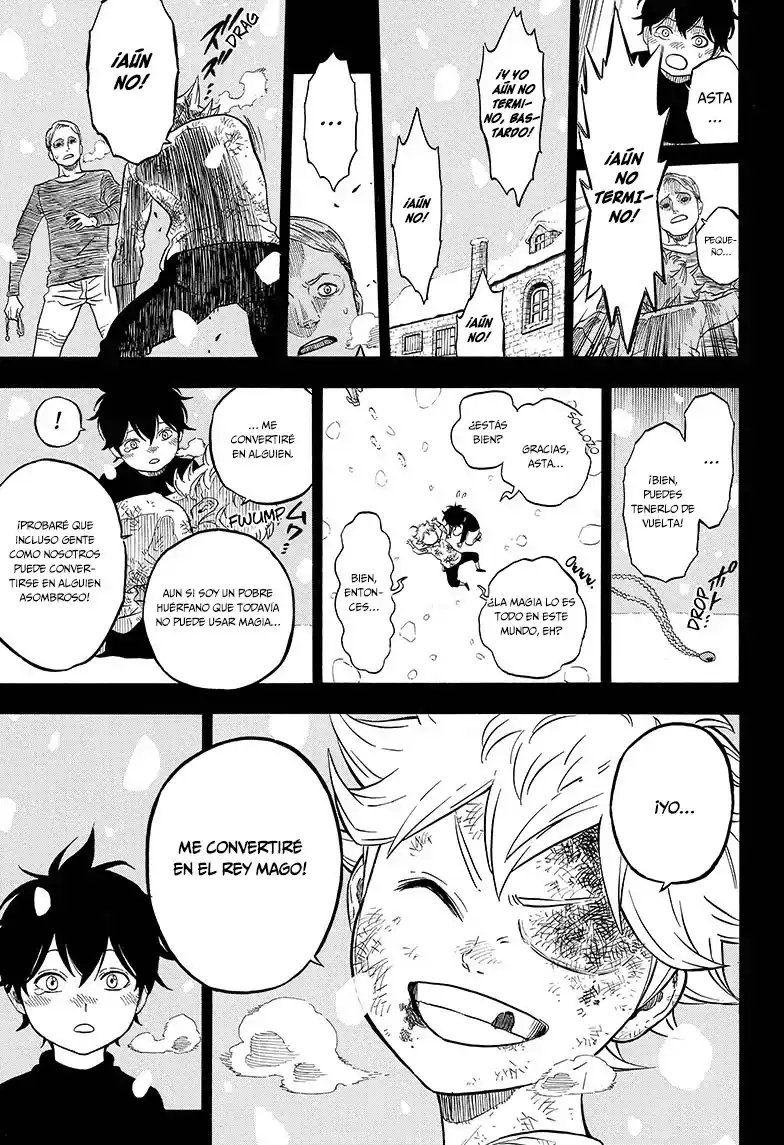 ASTA
...
¡AÚN
NO
TERMI-
NO!
PEQUE-
ÑO...
¡Y YO
AÚN NO
TERMI-
NO, BAS-
TARDO!
¡AÚN
NO!
¡AÚN
NO!
...
¡AÚN
NO!
DRAG
...
¡BIEN,
PUEDES
TENERLO DE
VUELTA!
DROP
¿ESTÁS
BIEN?
GRACIAS,
ASTA...
SOLLOZO
OWW.
BIEN,
ENTON-
CES...
¿LA MAGIA LO ES
TODO EN ESTE
MUNDO, EH?
... ME
CONVERTIRÉ
EN ALGUIEN.
!
FWUMP
AUN SI SOY UN POBRE
HUÉRFANO QUE TODAVÍA
NO PUEDE USAR MAGIA...
¡PROBARÉ QUE
INCLUSO GENTE
COMO NOSOTROS
PUEDE CONVER-
TIRSE EN ALGUIEN
ASOMBROSO!
¡YO...
ME CONVERTIRÉ
EN EL REY MAGO!